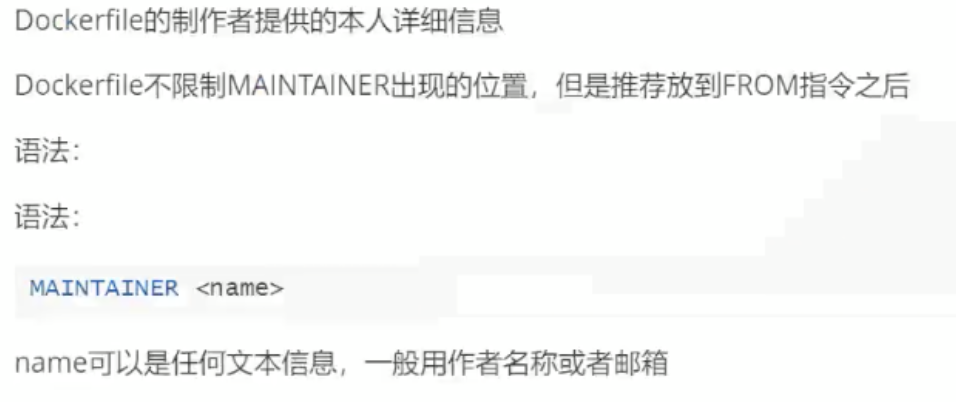 Dockerfile的制作者提供的本人详细信息
Dockerfile不限制MAINTAINER出现的位置，但是推荐放到FROM指令之后
语法：
语法：
MAINTAINER <name>
name可以是任何文本信息，一般用作者名称或者邮箱